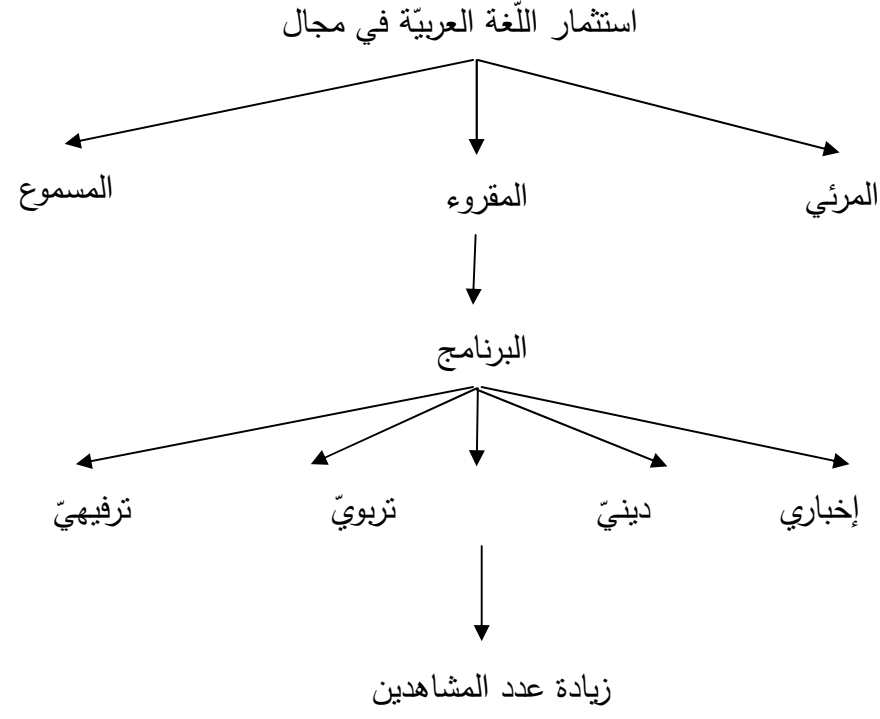 استثمار اللّغة العربيّة في مجال
المرئي المقروء المسموع
البرنامج
إخباري دينيّ تربويّ ترفيهيّ
زيادة عدد المشاهدين